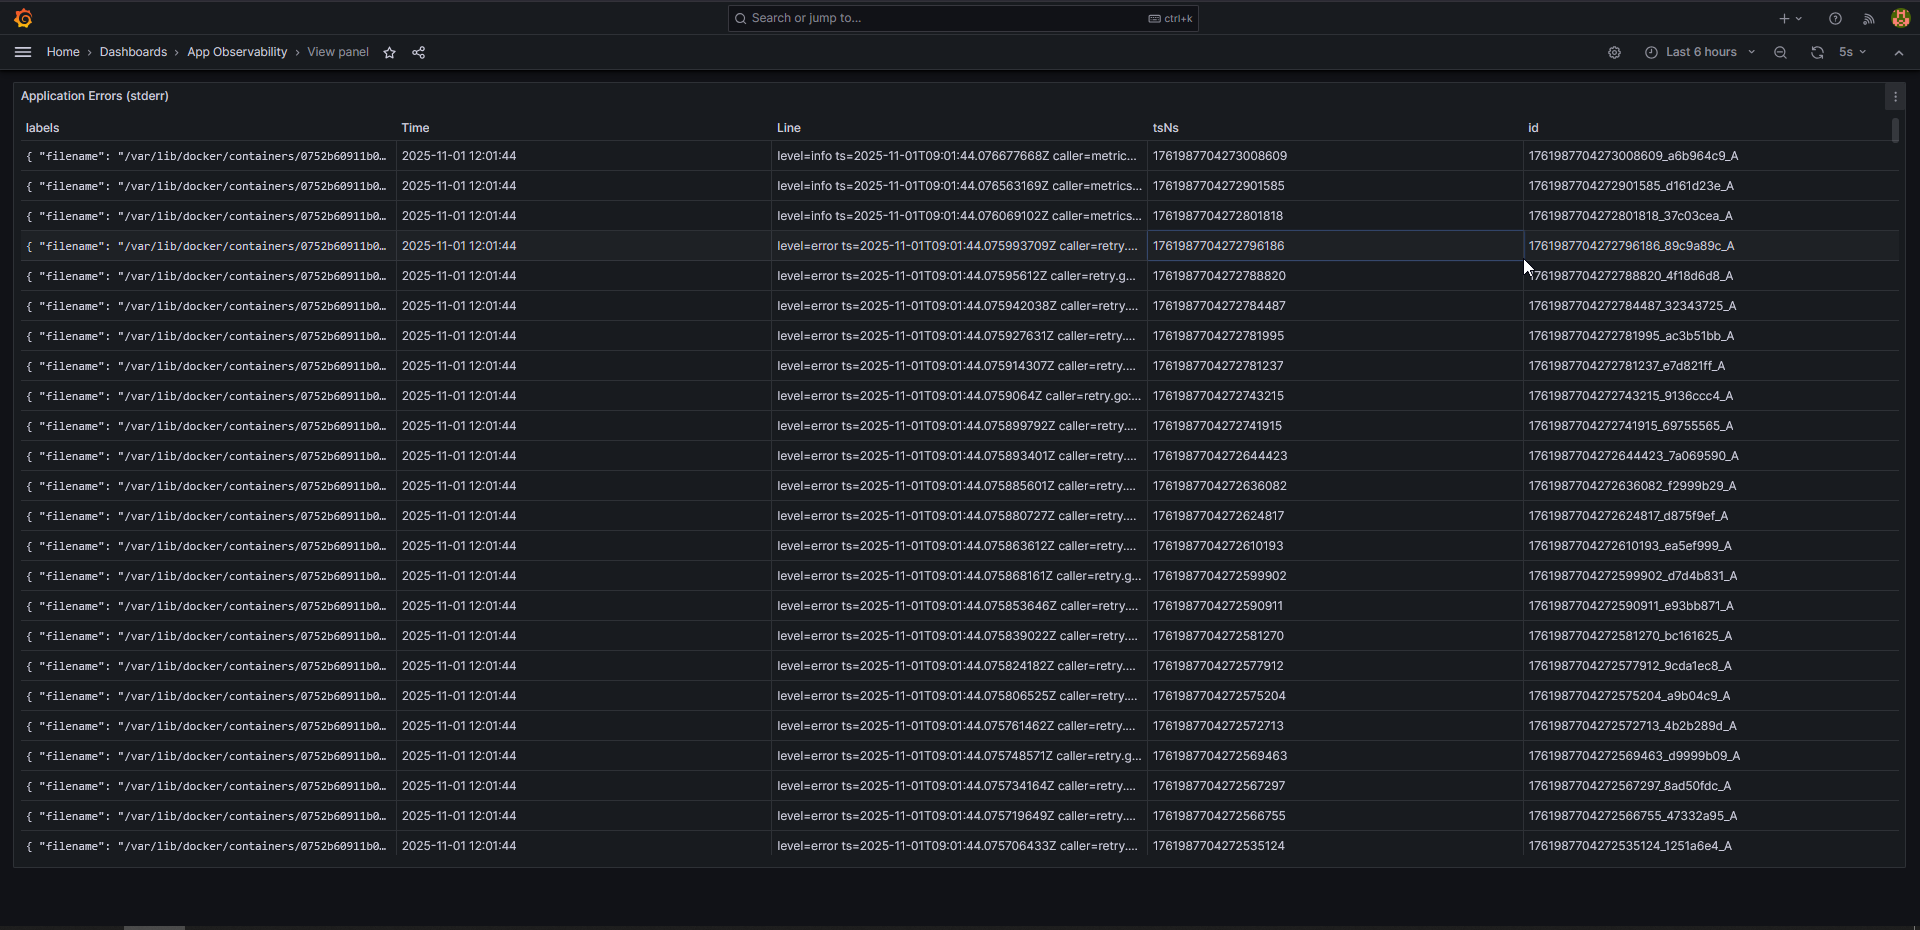 Search or jump to... ctrl+k
Home › Dashboards › App Observability › View panel Last 6 hours 5s
Application Errors (stderr)
labels Time Line tsNs id
{ "filename": "/var/lib/docker/containers/0752b60911b0… 2025-11-01 12:01:44 level=info ts=2025-11-01T09:01:44.076677668Z caller=metric... 1761987704273008609 1761987704273008609_a6b964c9_A
{ "filename": "/var/lib/docker/containers/0752b60911b0… 2025-11-01 12:01:44 level=info ts=2025-11-01T09:01:44.076563169Z caller=metrics... 1761987704272901585 1761987704272901585_d161d23e_A
{ "filename": "/var/lib/docker/containers/0752b60911b0… 2025-11-01 12:01:44 level=info ts=2025-11-01T09:01:44.076069102Z caller=metrics... 1761987704272801818 1761987704272801818_37c03cea_A
{ "filename": "/var/lib/docker/containers/0752b60911b0… 2025-11-01 12:01:44 level=error ts=2025-11-01T09:01:44.075993709Z caller=retry.... 1761987704272796186 1761987704272796186_89c9a89c_A
{ "filename": "/var/lib/docker/containers/0752b60911b0… 2025-11-01 12:01:44 level=error ts=2025-11-01T09:01:44.07595612Z caller=retry.g... 1761987704272788820 1761987704272788820_4f18d6d8_A
{ "filename": "/var/lib/docker/containers/0752b60911b0… 2025-11-01 12:01:44 level=error ts=2025-11-01T09:01:44.075942038Z caller=retry.... 1761987704272784487 1761987704272784487_32343725_A
{ "filename": "/var/lib/docker/containers/0752b60911b0… 2025-11-01 12:01:44 level=error ts=2025-11-01T09:01:44.075927631Z caller=retry.... 1761987704272781995 1761987704272781995_ac3b51bb_A
{ "filename": "/var/lib/docker/containers/0752b60911b0… 2025-11-01 12:01:44 level=error ts=2025-11-01T09:01:44.075914307Z caller=retry.... 1761987704272781237 1761987704272781237_e7d821ff_A
{ "filename": "/var/lib/docker/containers/0752b60911b0… 2025-11-01 12:01:44 level=error ts=2025-11-01T09:01:44.0759064Z caller=retry.go:... 1761987704272743215 1761987704272743215_9136ccc4_A
{ "filename": "/var/lib/docker/containers/0752b60911b0… 2025-11-01 12:01:44 level=error ts=2025-11-01T09:01:44.075899792Z caller=retry.... 1761987704272741915 1761987704272741915_69755565_A
{ "filename": "/var/lib/docker/containers/0752b60911b0… 2025-11-01 12:01:44 level=error ts=2025-11-01T09:01:44.075893401Z caller=retry.... 1761987704272644423 1761987704272644423_7a069590_A
{ "filename": "/var/lib/docker/containers/0752b60911b0… 2025-11-01 12:01:44 level=error ts=2025-11-01T09:01:44.075885601Z caller=retry.... 1761987704272636082 1761987704272636082_f2999b29_A
{ "filename": "/var/lib/docker/containers/0752b60911b0… 2025-11-01 12:01:44 level=error ts=2025-11-01T09:01:44.075880727Z caller=retry.... 1761987704272624817 1761987704272624817_d875f9ef_A
{ "filename": "/var/lib/docker/containers/0752b60911b0… 2025-11-01 12:01:44 level=error ts=2025-11-01T09:01:44.075863612Z caller=retry.... 1761987704272610193 1761987704272610193_ea5ef999_A
{ "filename": "/var/lib/docker/containers/0752b60911b0… 2025-11-01 12:01:44 level=error ts=2025-11-01T09:01:44.075868161Z caller=retry.g... 1761987704272599902 1761987704272599902_d7d4b831_A
{ "filename": "/var/lib/docker/containers/0752b60911b0… 2025-11-01 12:01:44 level=error ts=2025-11-01T09:01:44.075853646Z caller=retry.... 1761987704272590911 1761987704272590911_e93bb871_A
{ "filename": "/var/lib/docker/containers/0752b60911b0… 2025-11-01 12:01:44 level=error ts=2025-11-01T09:01:44.075839022Z caller=retry.... 1761987704272581270 1761987704272581270_bc161625_A
{ "filename": "/var/lib/docker/containers/0752b60911b0… 2025-11-01 12:01:44 level=error ts=2025-11-01T09:01:44.075824182Z caller=retry.... 1761987704272577912 1761987704272577912_9cda1ec8_A
{ "filename": "/var/lib/docker/containers/0752b60911b0… 2025-11-01 12:01:44 level=error ts=2025-11-01T09:01:44.075806525Z caller=retry.... 1761987704272575204 1761987704272575204_a9b04c9_A
{ "filename": "/var/lib/docker/containers/0752b60911b0… 2025-11-01 12:01:44 level=error ts=2025-11-01T09:01:44.075761462Z caller=retry.... 1761987704272572713 1761987704272572713_4b2b289d_A
{ "filename": "/var/lib/docker/containers/0752b60911b0… 2025-11-01 12:01:44 level=error ts=2025-11-01T09:01:44.075748571Z caller=retry.g... 1761987704272569463 1761987704272569463_d9999b09_A
{ "filename": "/var/lib/docker/containers/0752b60911b0… 2025-11-01 12:01:44 level=error ts=2025-11-01T09:01:44.075734164Z caller=retry.... 1761987704272567297 1761987704272567297_8ad50fdc_A
{ "filename": "/var/lib/docker/containers/0752b60911b0… 2025-11-01 12:01:44 level=error ts=2025-11-01T09:01:44.075719649Z caller=retry.... 1761987704272566755 1761987704272566755_47332a95_A
{ "filename": "/var/lib/docker/containers/0752b60911b0… 2025-11-01 12:01:44 level=error ts=2025-11-01T09:01:44.075706433Z caller=retry.... 1761987704272535124 1761987704272535124_1251a6e4_A